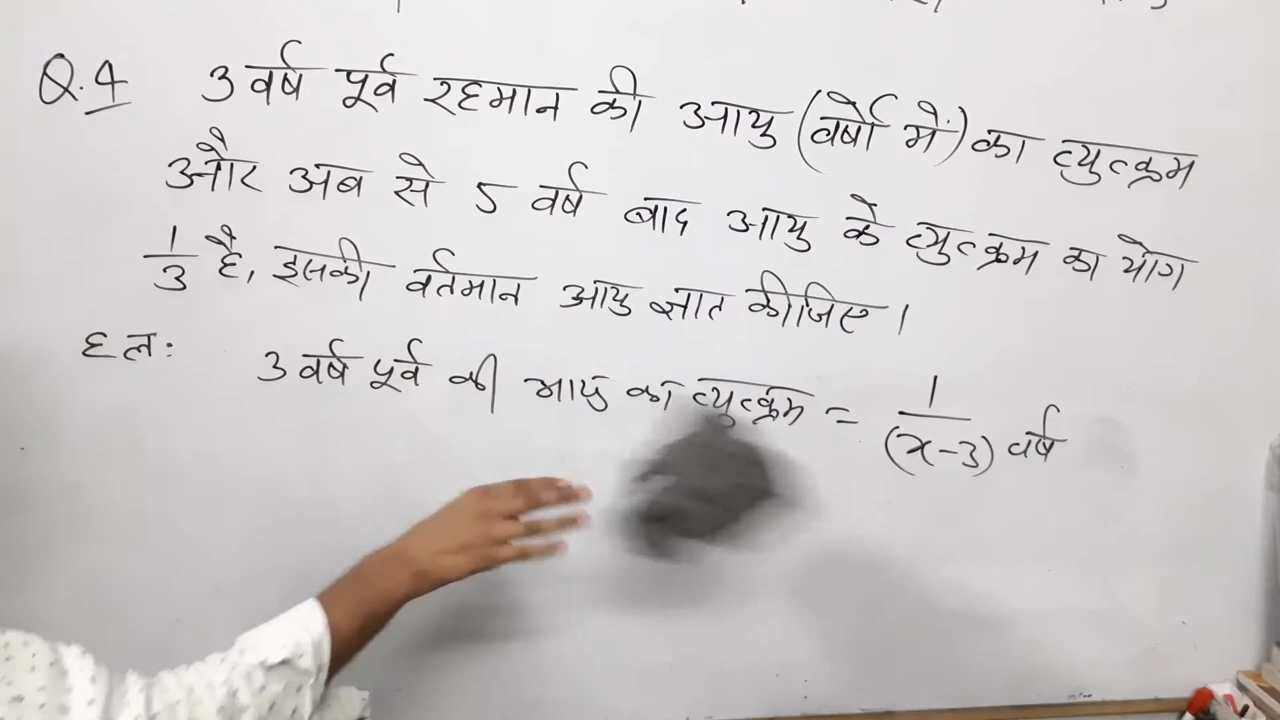 Q.4 3 वर्ष पूर्व रहमान की आयु (वर्षो में) का व्युत्क्रम
और अब से 5 वर्ष बाद आयु के व्युत्क्रम का योग
1/3 है, इसकी वर्तमान आयु ज्ञात कीजिए।
हल: 3 वर्ष पूर्व की आयु का व्युत्क्रम = 1/(x-3) वर्ष